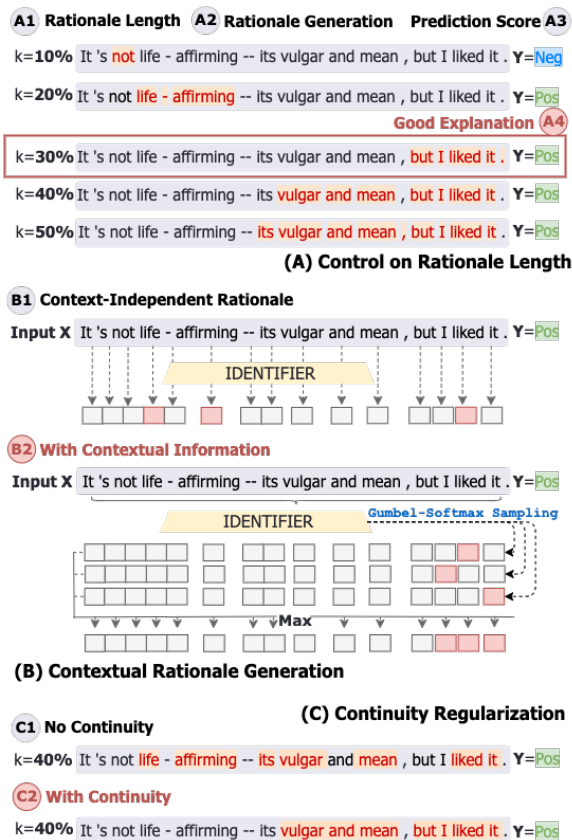 A1 Rationale Length A2 Rationale Generation Prediction Score A3
k=10% It 's not life - affirming -- its vulgar and mean , but I liked it . Y=Neg
k=20% It 's not life - affirming -- its vulgar and mean , but I liked it . Y=Pos
Good Explanation A4
k=30% It 's not life - affirming -- its vulgar and mean , but I liked it . Y=Pos
k=40% It 's not life - affirming -- its vulgar and mean , but I liked it . Y=Pos
k=50% It 's not life - affirming -- its vulgar and mean , but I liked it . Y=Pos
(A) Control on Rationale Length
B1 Context-Independent Rationale
Input X It 's not life - affirming -- its vulgar and mean , but I liked it . Y=Pos
IDENTIFIER
B2 With Contextual Information
Input X It 's not life - affirming -- its vulgar and mean , but I liked it . Y=Pos
Gumbel-Softmax Sampling
IDENTIFIER
Max
(B) Contextual Rationale Generation
(C) Continuity Regularization
C1 No Continuity
k=40% It 's not life - affirming -- its vulgar and mean , but I liked it . Y=Pos
C2 With Continuity
k=40% It 's not life - affirming -- its vulgar and mean , but I liked it . Y=Pos